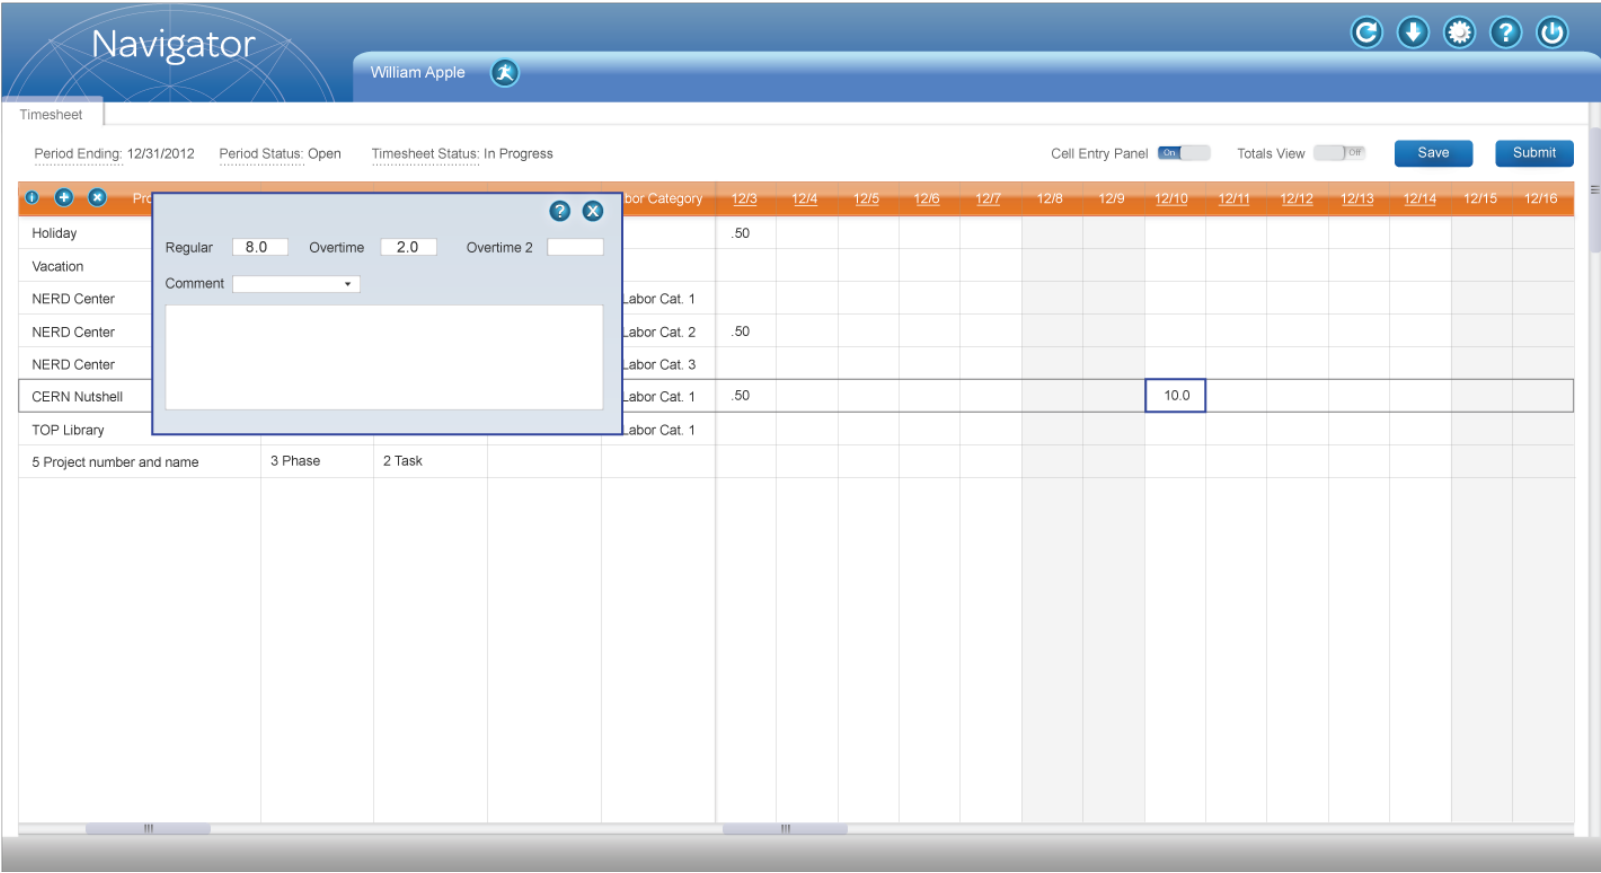 Navigator
William Apple
Timesheet
Period Ending: 12/31/2012 Period Status: Open Timesheet Status: In Progress Cell Entry Panel On Totals View Off Save Submit
Pro bor Category 12/3 12/4 12/5 12/6 12/7 12/8 12/9 12/10 12/11 12/12 12/13 12/14 12/15 12/16
? X
Holiday .50
Regular 8.0 Overtime 2.0 Overtime 2
Vacation
Comment
NERD Center Labor Cat. 1
NERD Center Labor Cat. 2 .50
NERD Center Labor Cat. 3
CERN Nutshell Labor Cat. 1 .50 10.0
TOP Library Labor Cat. 1
5 Project number and name 3 Phase 2 Task